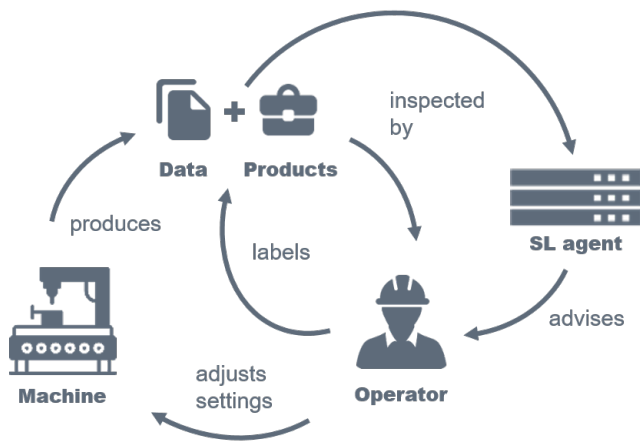 inspected
by
+
Data Products
produces
SL agent
labels
advises
adjusts
settings
Machine
Operator